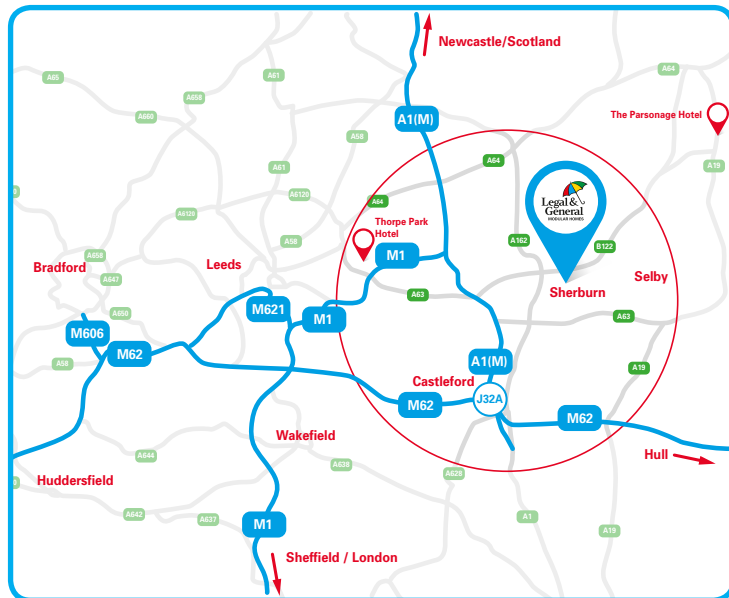 Newcastle/Scotland
A65
A61
A64
A658
A660
A1(M)
The Parsonage Hotel
A58
A64
A19
A61
A6120
A64
Legal &
General
MODULAR HOMES
A6120
Thorpe Park
Hotel
A58
A162
B122
A658
Bradford
Leeds
M1
A647
Selby
Sherburn
A63
M621
A650
M1
A63
M606
M62
A58
A1(M)
A19
Castleford
J32A
M62
M62
Wakefield
A644
Hull
A638
A628
Huddersfield
A642
A637
M1
A1
A19
Sheffield / London